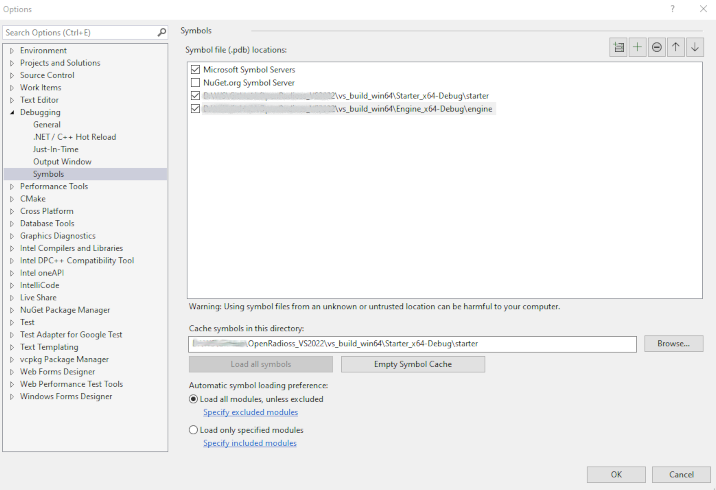 Options
Search Options (Ctrl+E)
Environment
Projects and Solutions
Source Control
Work Items
Text Editor
Debugging
General
.NET / C++ Hot Reload
Just-In-Time
Output Window
Symbols
Performance Tools
CMake
Cross Platform
Database Tools
Graphics Diagnostics
Intel Compilers and Libraries
Intel DPC++ Compatibility Tool
Intel oneAPI
IntelliCode
Live Share
NuGet Package Manager
Test
Test Adapter for Google Test
Text Templating
vcpkg Package Manager
Web Forms Designer
Web Performance Test Tools
Windows Forms Designer
Symbols
Symbol file (.pdb) locations:
Microsoft Symbol Servers
NuGet.org Symbol Server
\vs_build_win64\Starter_x64-Debug\starter
\vs_build_win64\Engine_x64-Debug\engine
Warning: Using symbol files from an unknown or untrusted location can be harmful to your computer.
Cache symbols in this directory:
OpenRadioss_VS2022\vs_build_win64\Starter_x64-Debug\starter
Browse...
Load all symbols
Empty Symbol Cache
Automatic symbol loading preference:
Load all modules, unless excluded
Specify excluded modules
Load only specified modules
Specify included modules
OK
Cancel